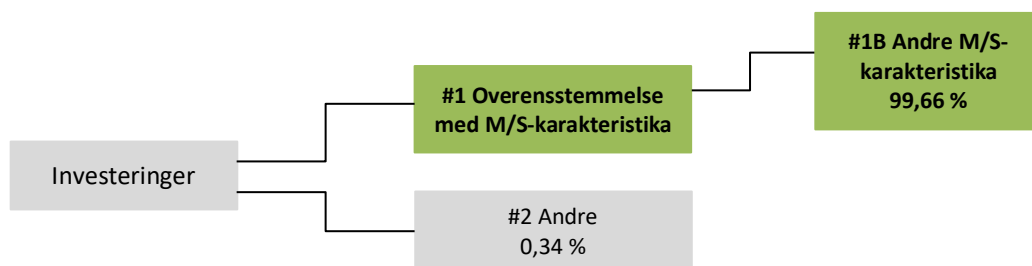 Investeringer
#1 Overensstemmelse
med M/S-karakteristika
#1B Andre M/S-
karakteristika
99,66 %
#2 Andre
0,34 %